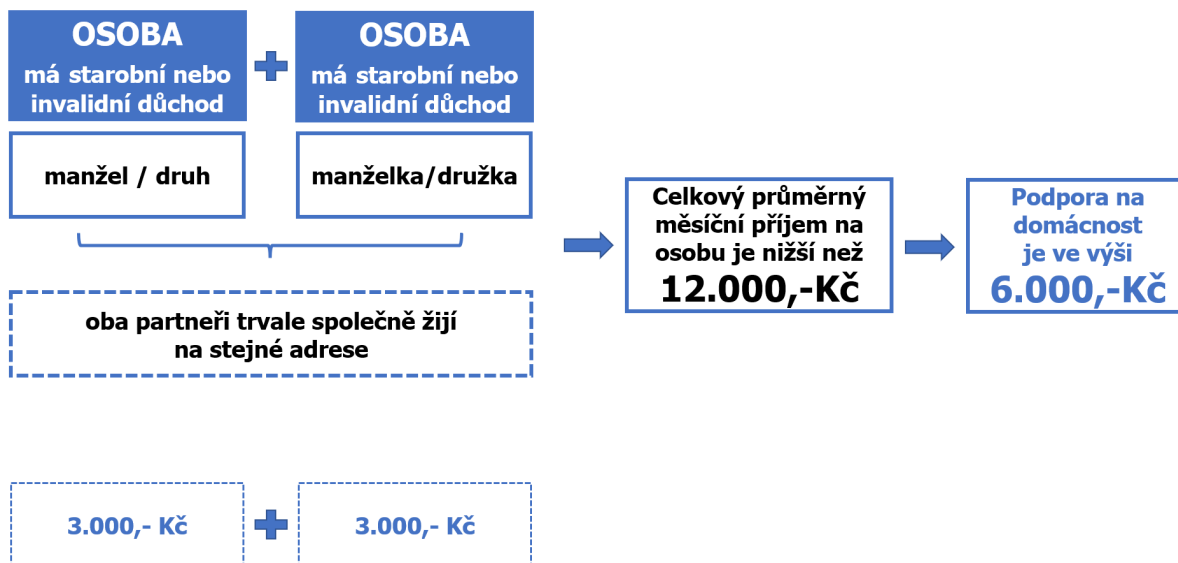 OSOBA
má starobní nebo
invalidní důchod
OSOBA
má starobní nebo
invalidní důchod
manžel / druh
manželka/družka
oba partneři trvale společně žijí
na stejné adrese
Celkový průměrný
měsíční příjem na
osobu je nižší než
12.000,-Kč
Podpora na
domácnost
je ve výši
6.000,-Kč
3.000,- Kč
3.000,- Kč